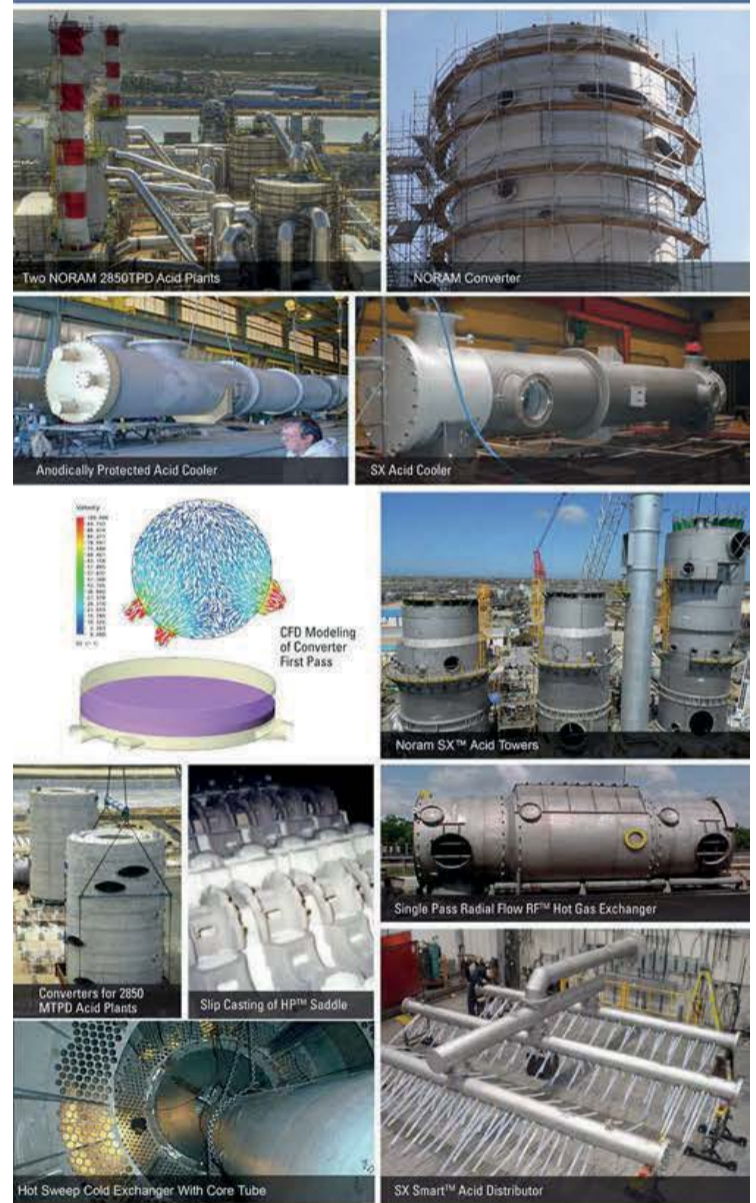 Two NORAM 2850TPD Acid Plants
NORAM Converter
Anodically Protected Acid Cooler
SX Acid Cooler
Velocity
CFD Modeling
of Converter
First Pass
Noram SX™ Acid Towers
Converters for 2850
MTPD Acid Plants
Slip Casting of HP™ Saddle
Single Pass Radial Flow RF™ Hot Gas Exchanger
Hot Sweep Cold Exchanger With Core Tube
SX Smart™ Acid Distributor